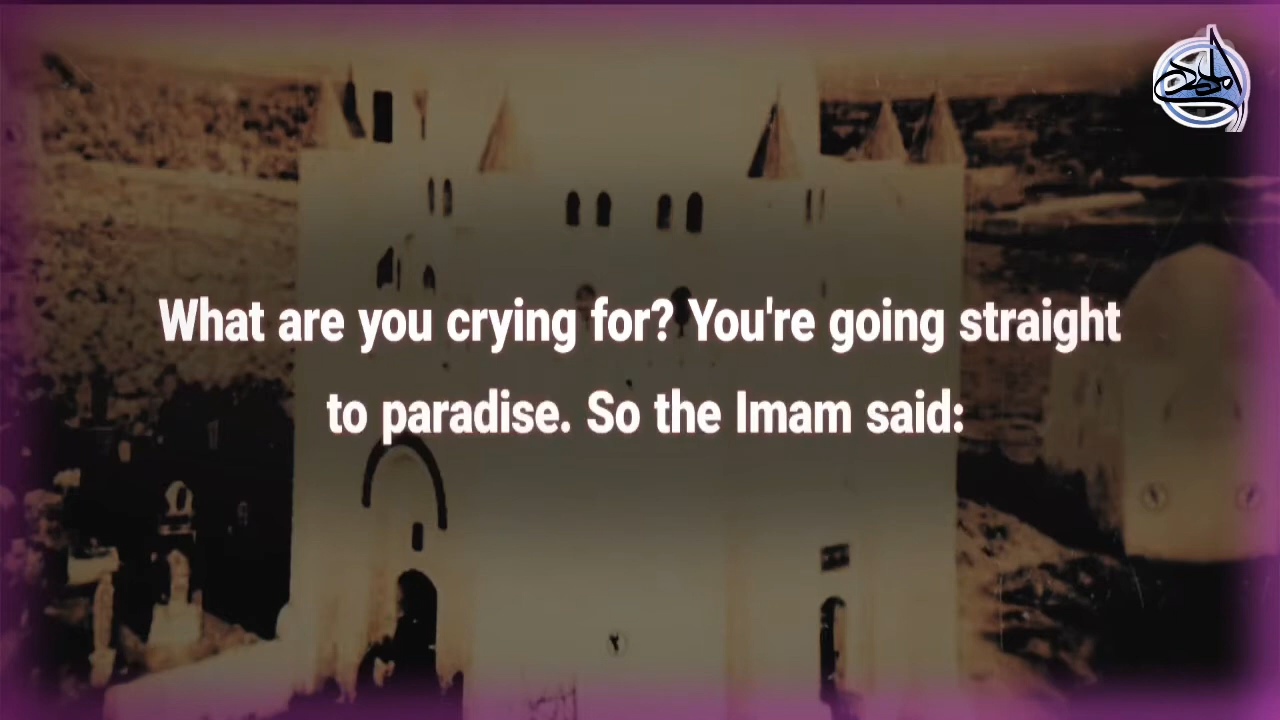 What are you crying for? You're going straight
to paradise. So the Imam said: